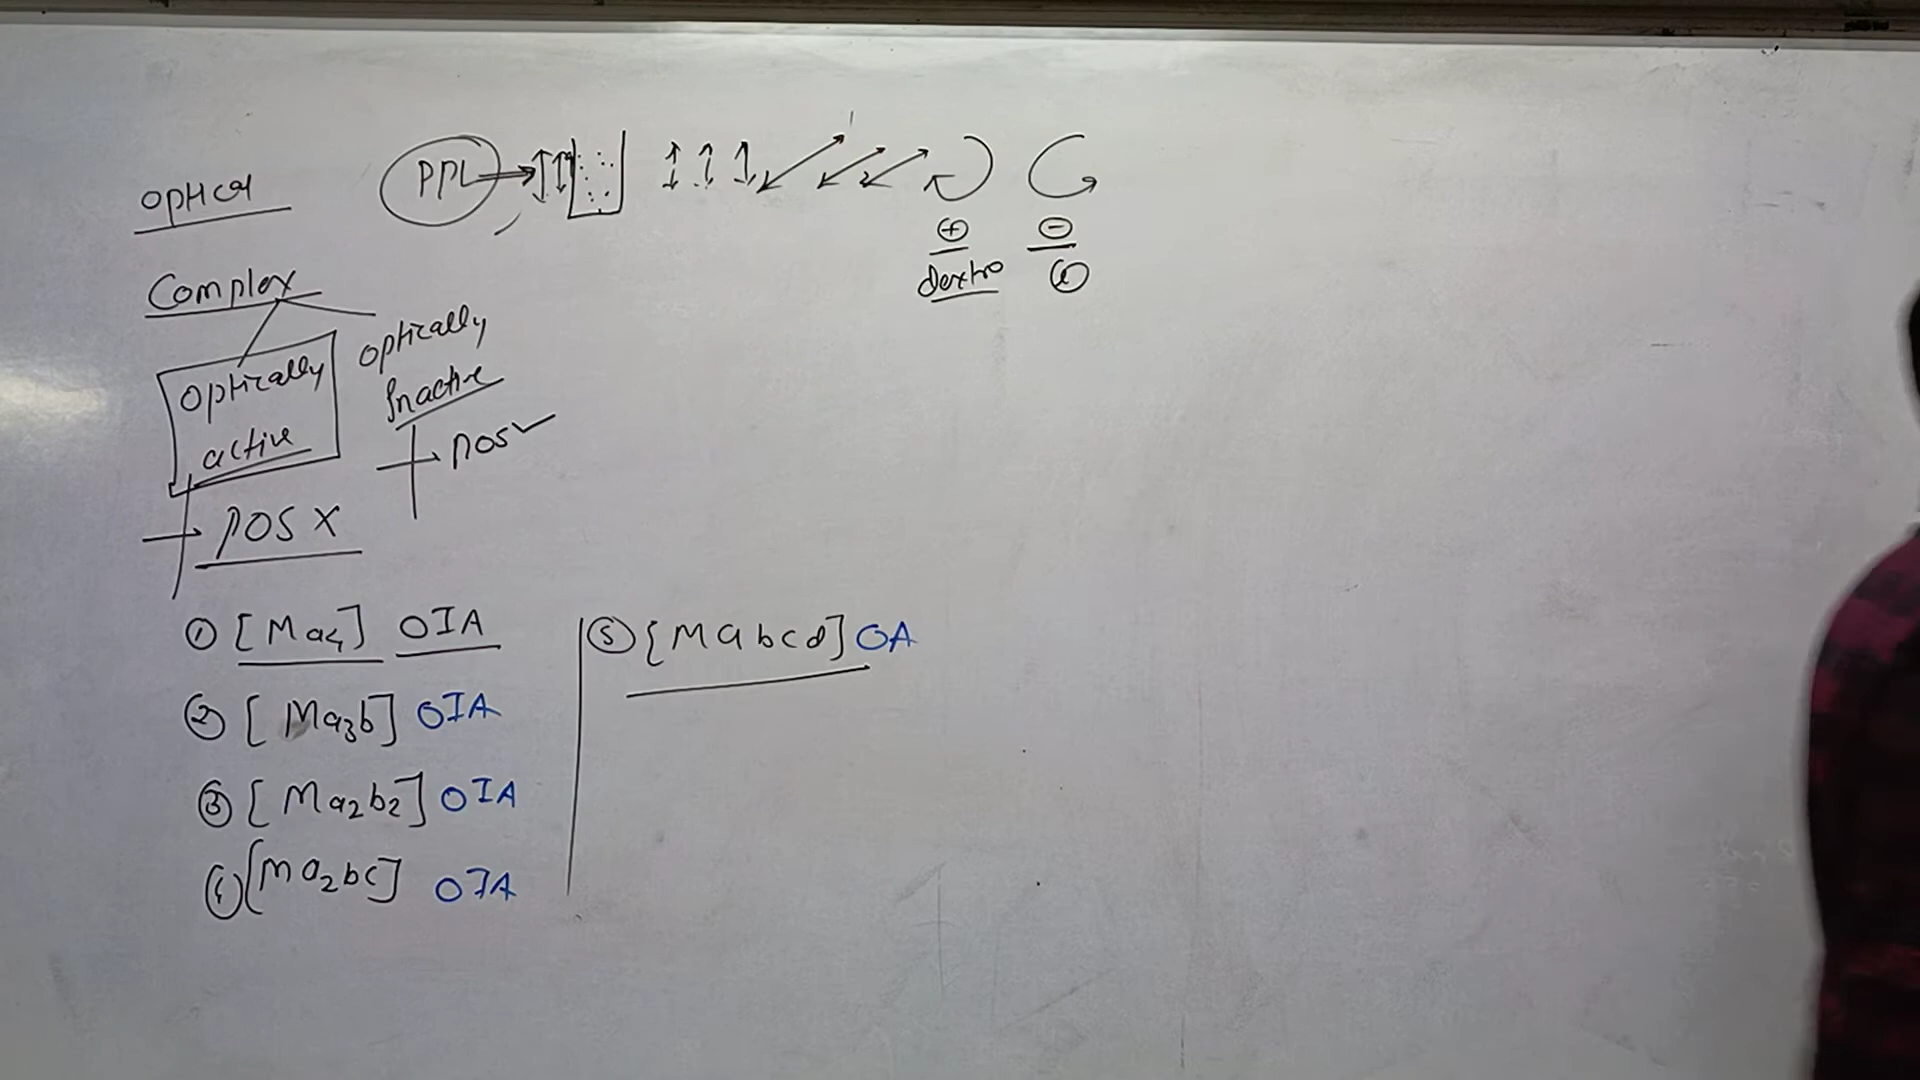 optical
PPL
+ -
dextro l
Complex
optically active
optically Inactive
POS ✓
POS X
① [Ma₄] OIA
② [Ma₃b] OIA
③ [Ma₂b₂] OIA
④ [Ma₂bc] OIA
⑤ [Mabcd] OA